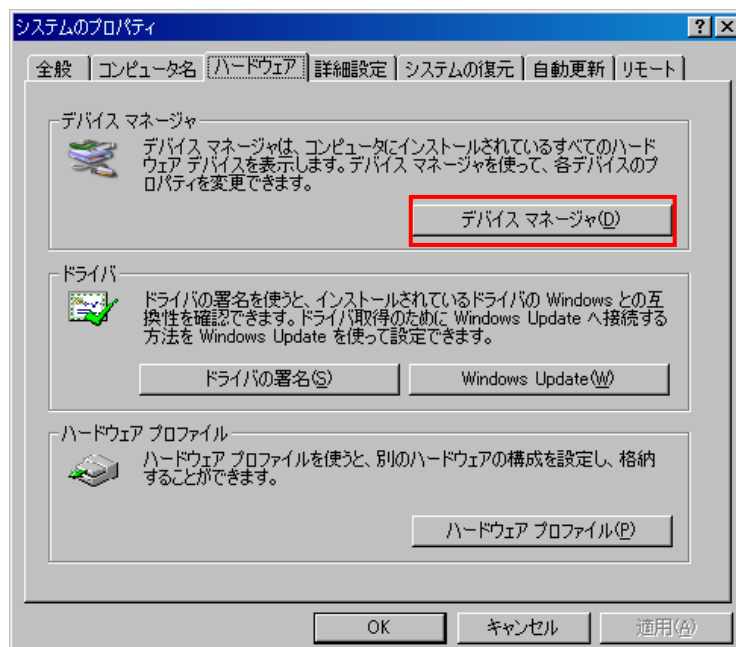 システムのプロパティ
全般
コンピュータ名
ハードウェア
詳細設定
システムの復元
自動更新
リモート
デバイス マネージャ
デバイス マネージャは、コンピュータにインストールされているすべてのハード
ウェア デバイスを表示します。デバイス マネージャを使って、各デバイスのプ
ロパティを変更できます。
デバイス マネージャ(D)
ドライバ
ドライバの署名を使うと、インストールされているドライバの Windows との互
換性を確認できます。ドライバ取得のために Windows Update へ接続する
方法を Windows Update を使って設定できます。
ドライバの署名(S)
Windows Update(W)
ハードウェア プロファイル
ハードウェア プロファイルを使うと、別のハードウェアの構成を設定し、格納
することができます。
ハードウェア プロファイル(P)
OK
キャンセル
適用(A)